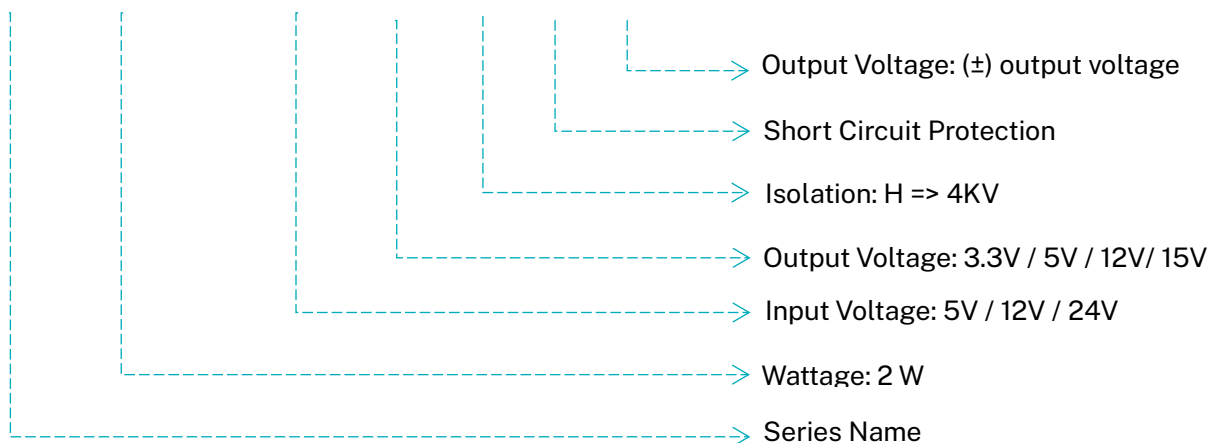 Output Voltage: (±) output voltage
Short Circuit Protection
Isolation: H => 4KV
Output Voltage: 3.3V / 5V / 12V/ 15V
Input Voltage: 5V / 12V / 24V
Wattage: 2 W
Series Name